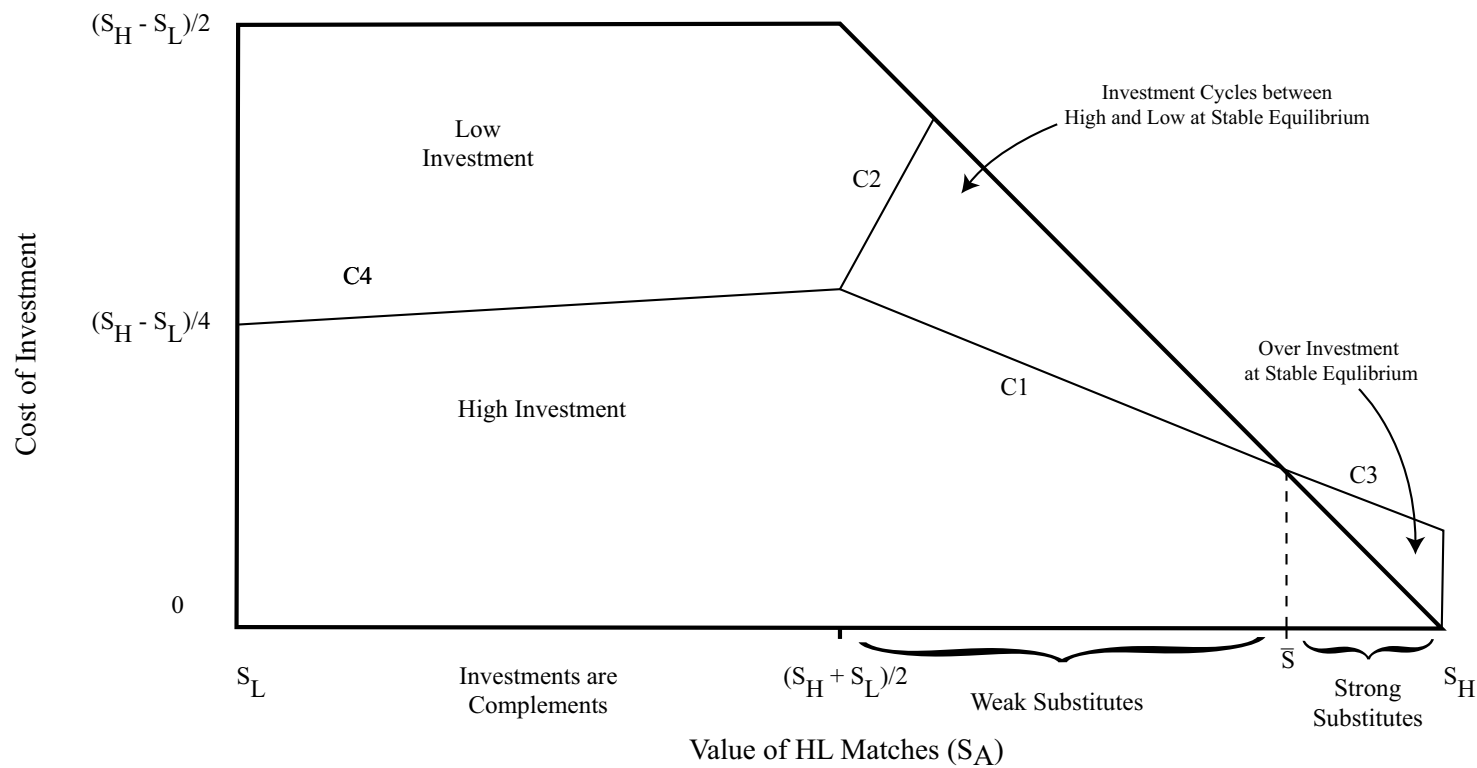 (S_H - S_L)/2
Investment Cycles between
High and Low at Stable Equilibrium
Low
Investment
C2
C4
Cost of Investment
(S_H - S_L)/4
Over Investment
at Stable Equlibrium
C1
High Investment
C3
0
S_L
Investments are
Complements
(S_H + S_L)/2
Weak Substitutes
S̅
Strong
Substitutes
S_H
Value of HL Matches (S_A)